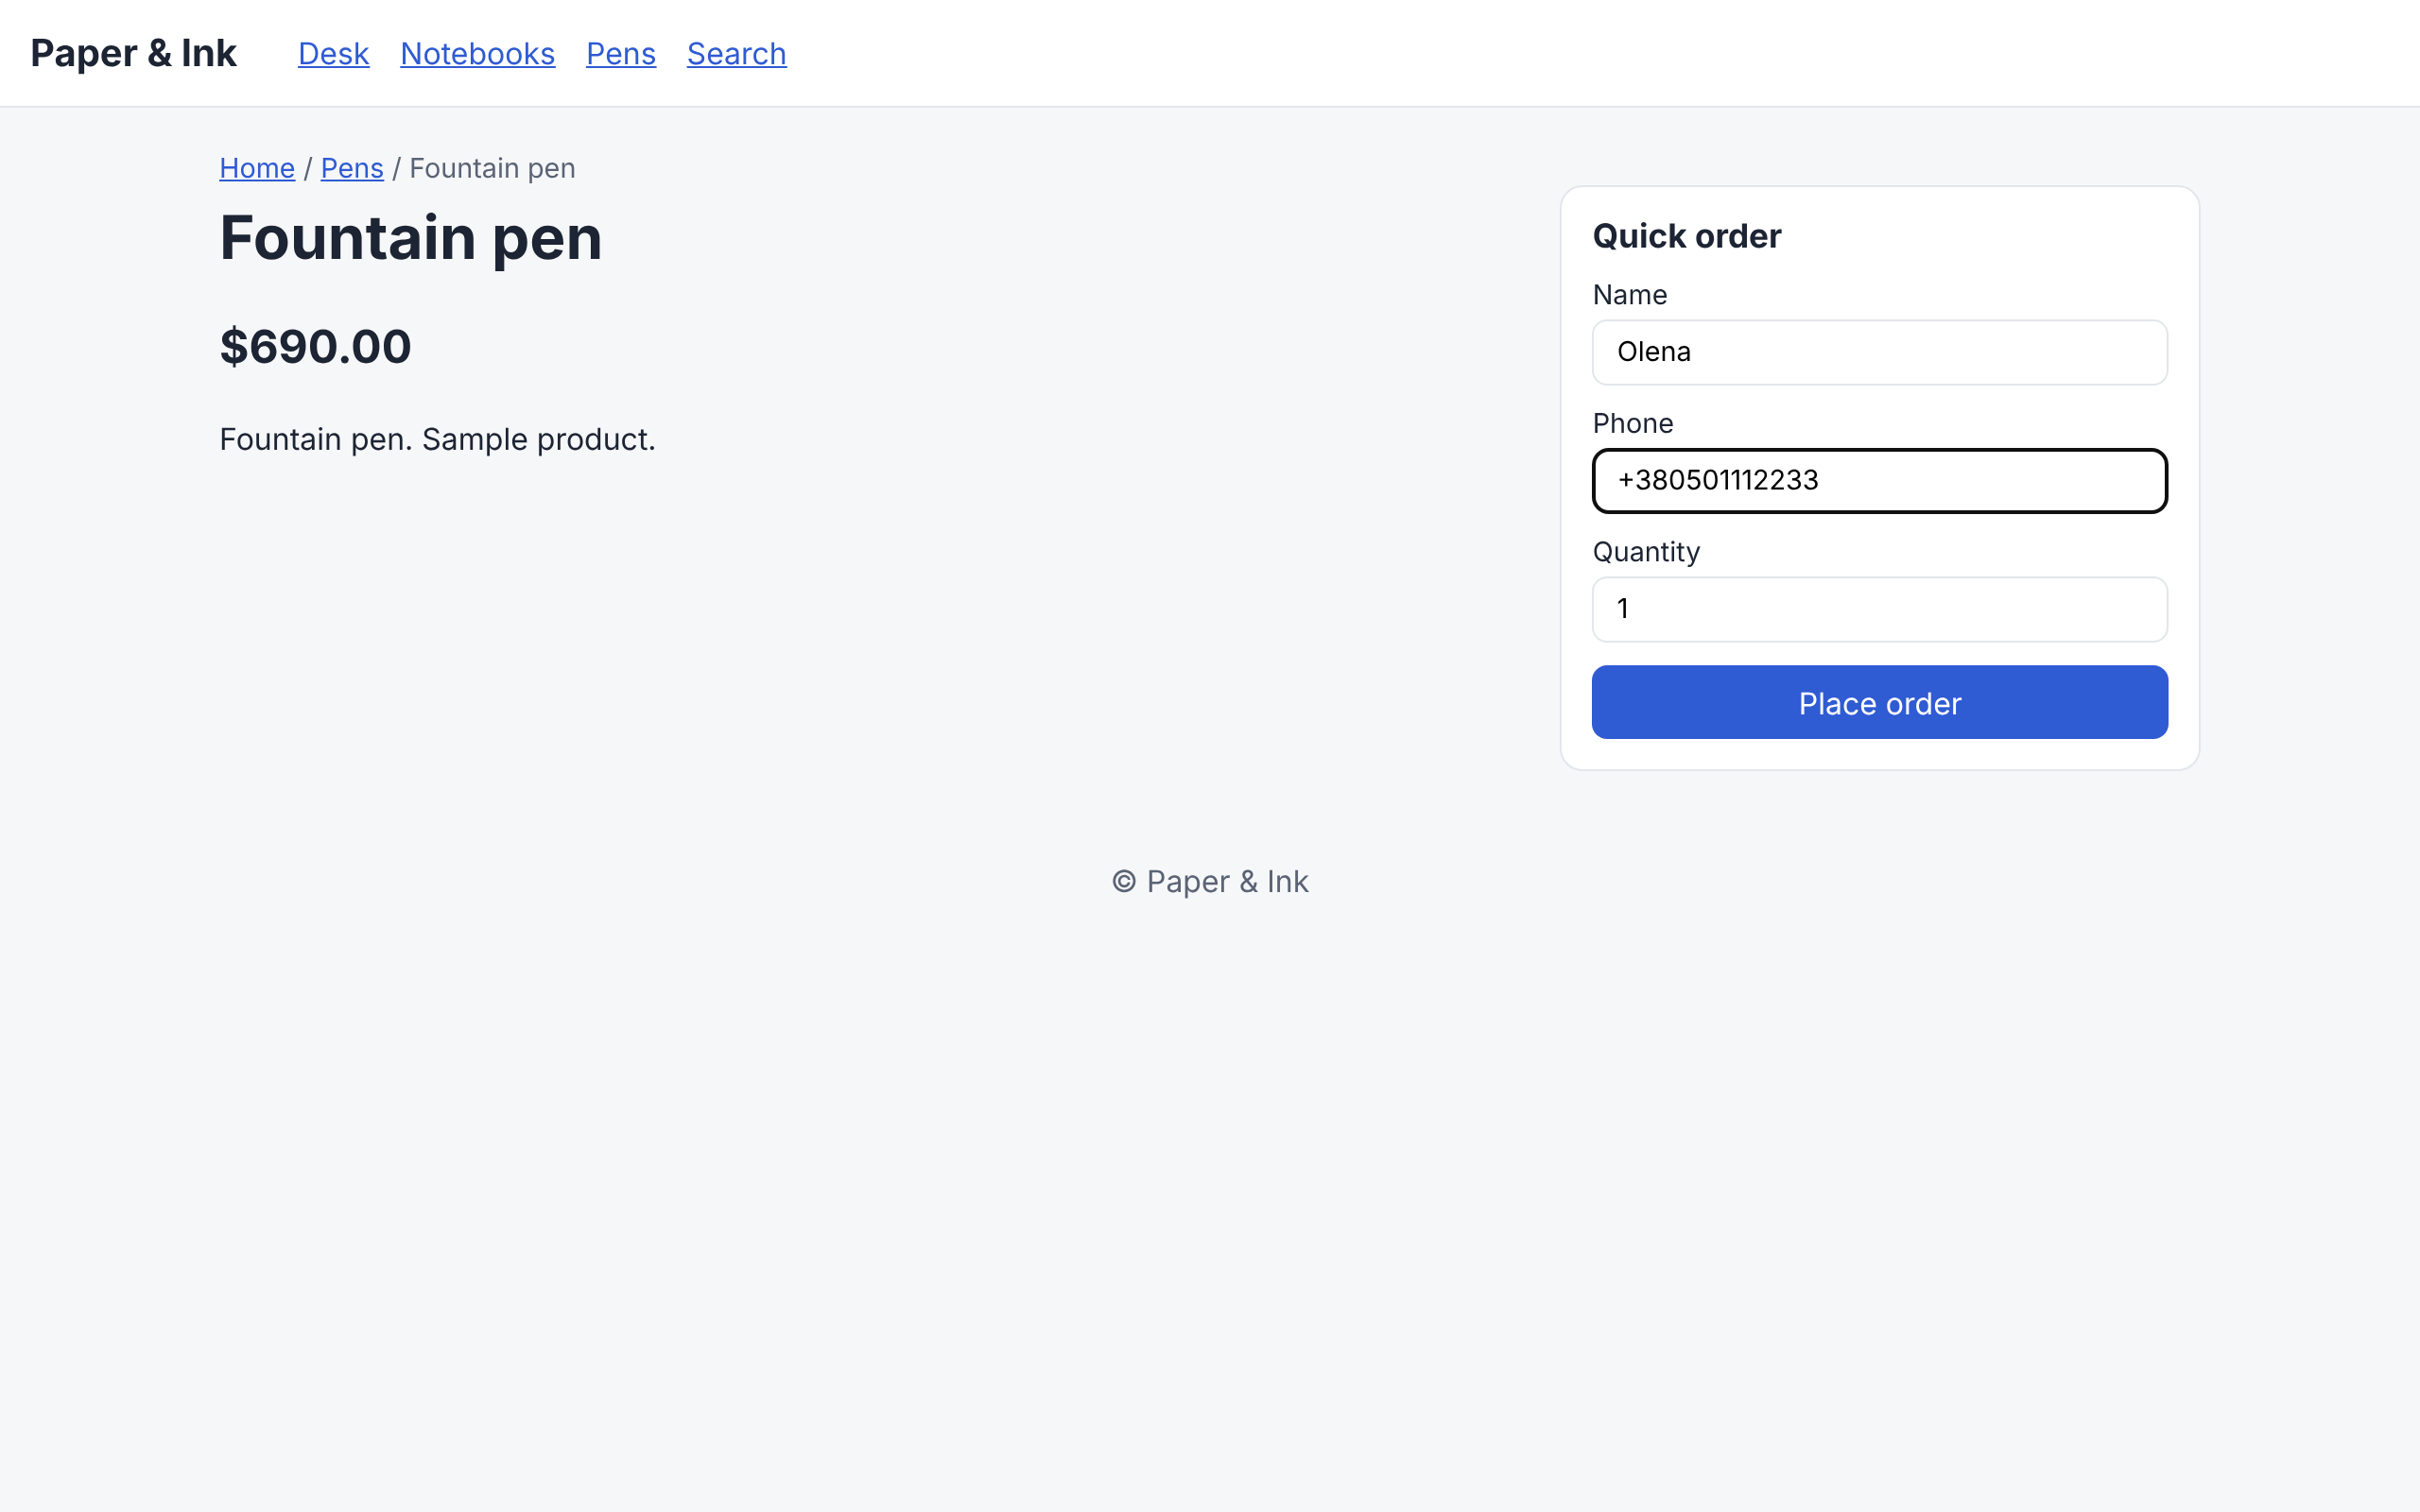 Paper & Ink Desk Notebooks Pens Search
Home / Pens / Fountain pen
Fountain pen
$690.00
Fountain pen. Sample product.
Quick order
Name
Olena
Phone
+380501112233
Quantity
1
Place order
© Paper & Ink